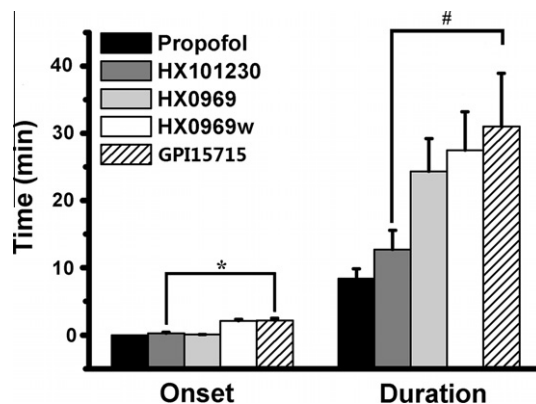 #
Propofol
HX101230
HX0969
HX0969w
GPI15715
*
Time (min)
40
30
20
10
0
Onset
Duration